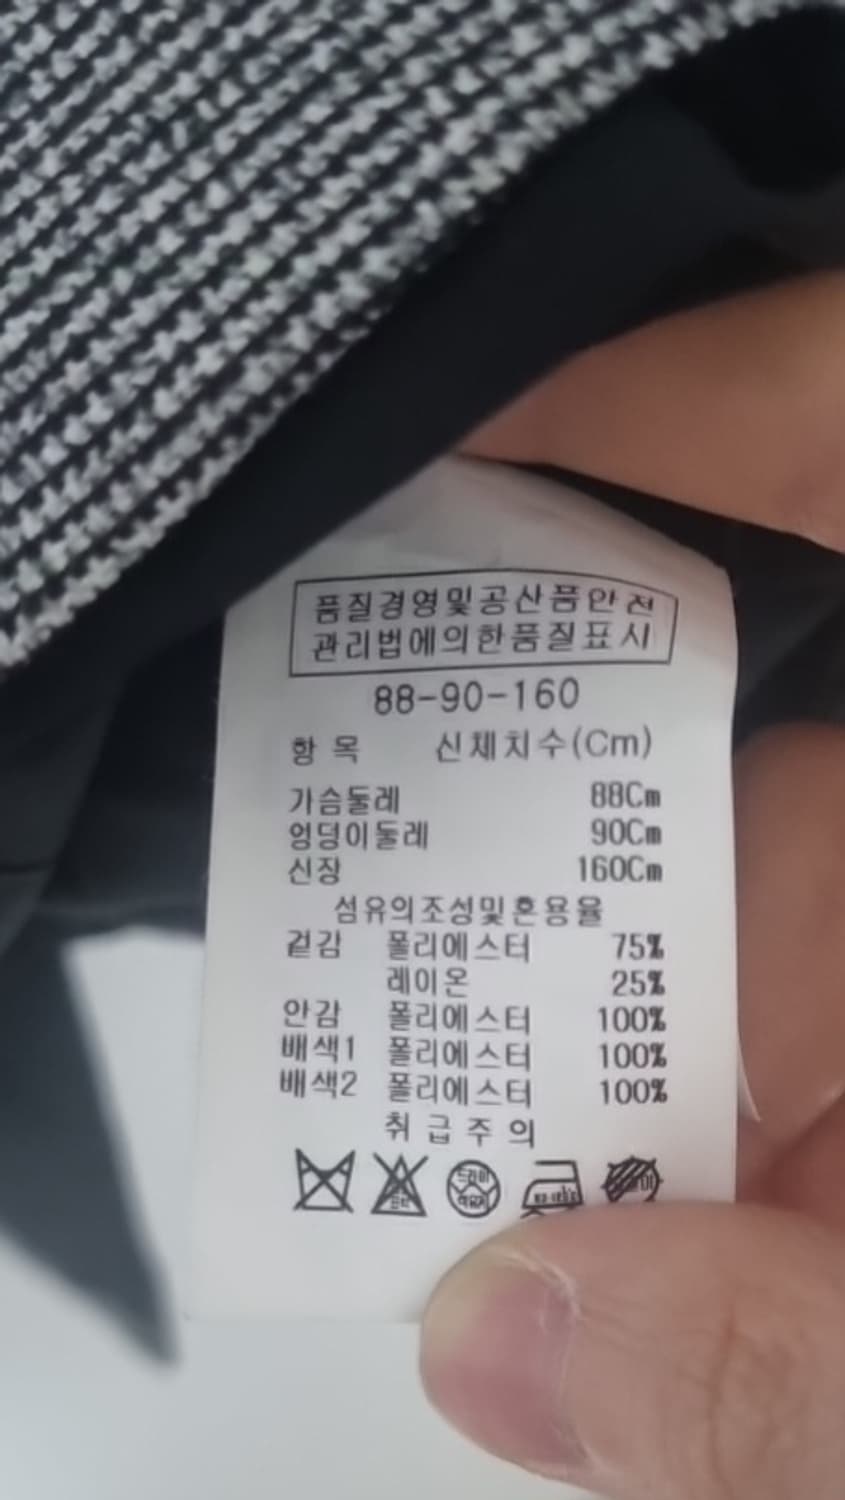 품질경영및공산품안전
관리법에의한품질표시
88-90-160
항 목 신체치수(Cm)
가슴둘레 88Cm
엉덩이둘레 90Cm
신장 160Cm
섬유의조성및혼용율
겉감 폴리에스터 75%
레이온 25%
안감 폴리에스터 100%
배색1 폴리에스터 100%
배색2 폴리에스터 100%
취 급 주 의